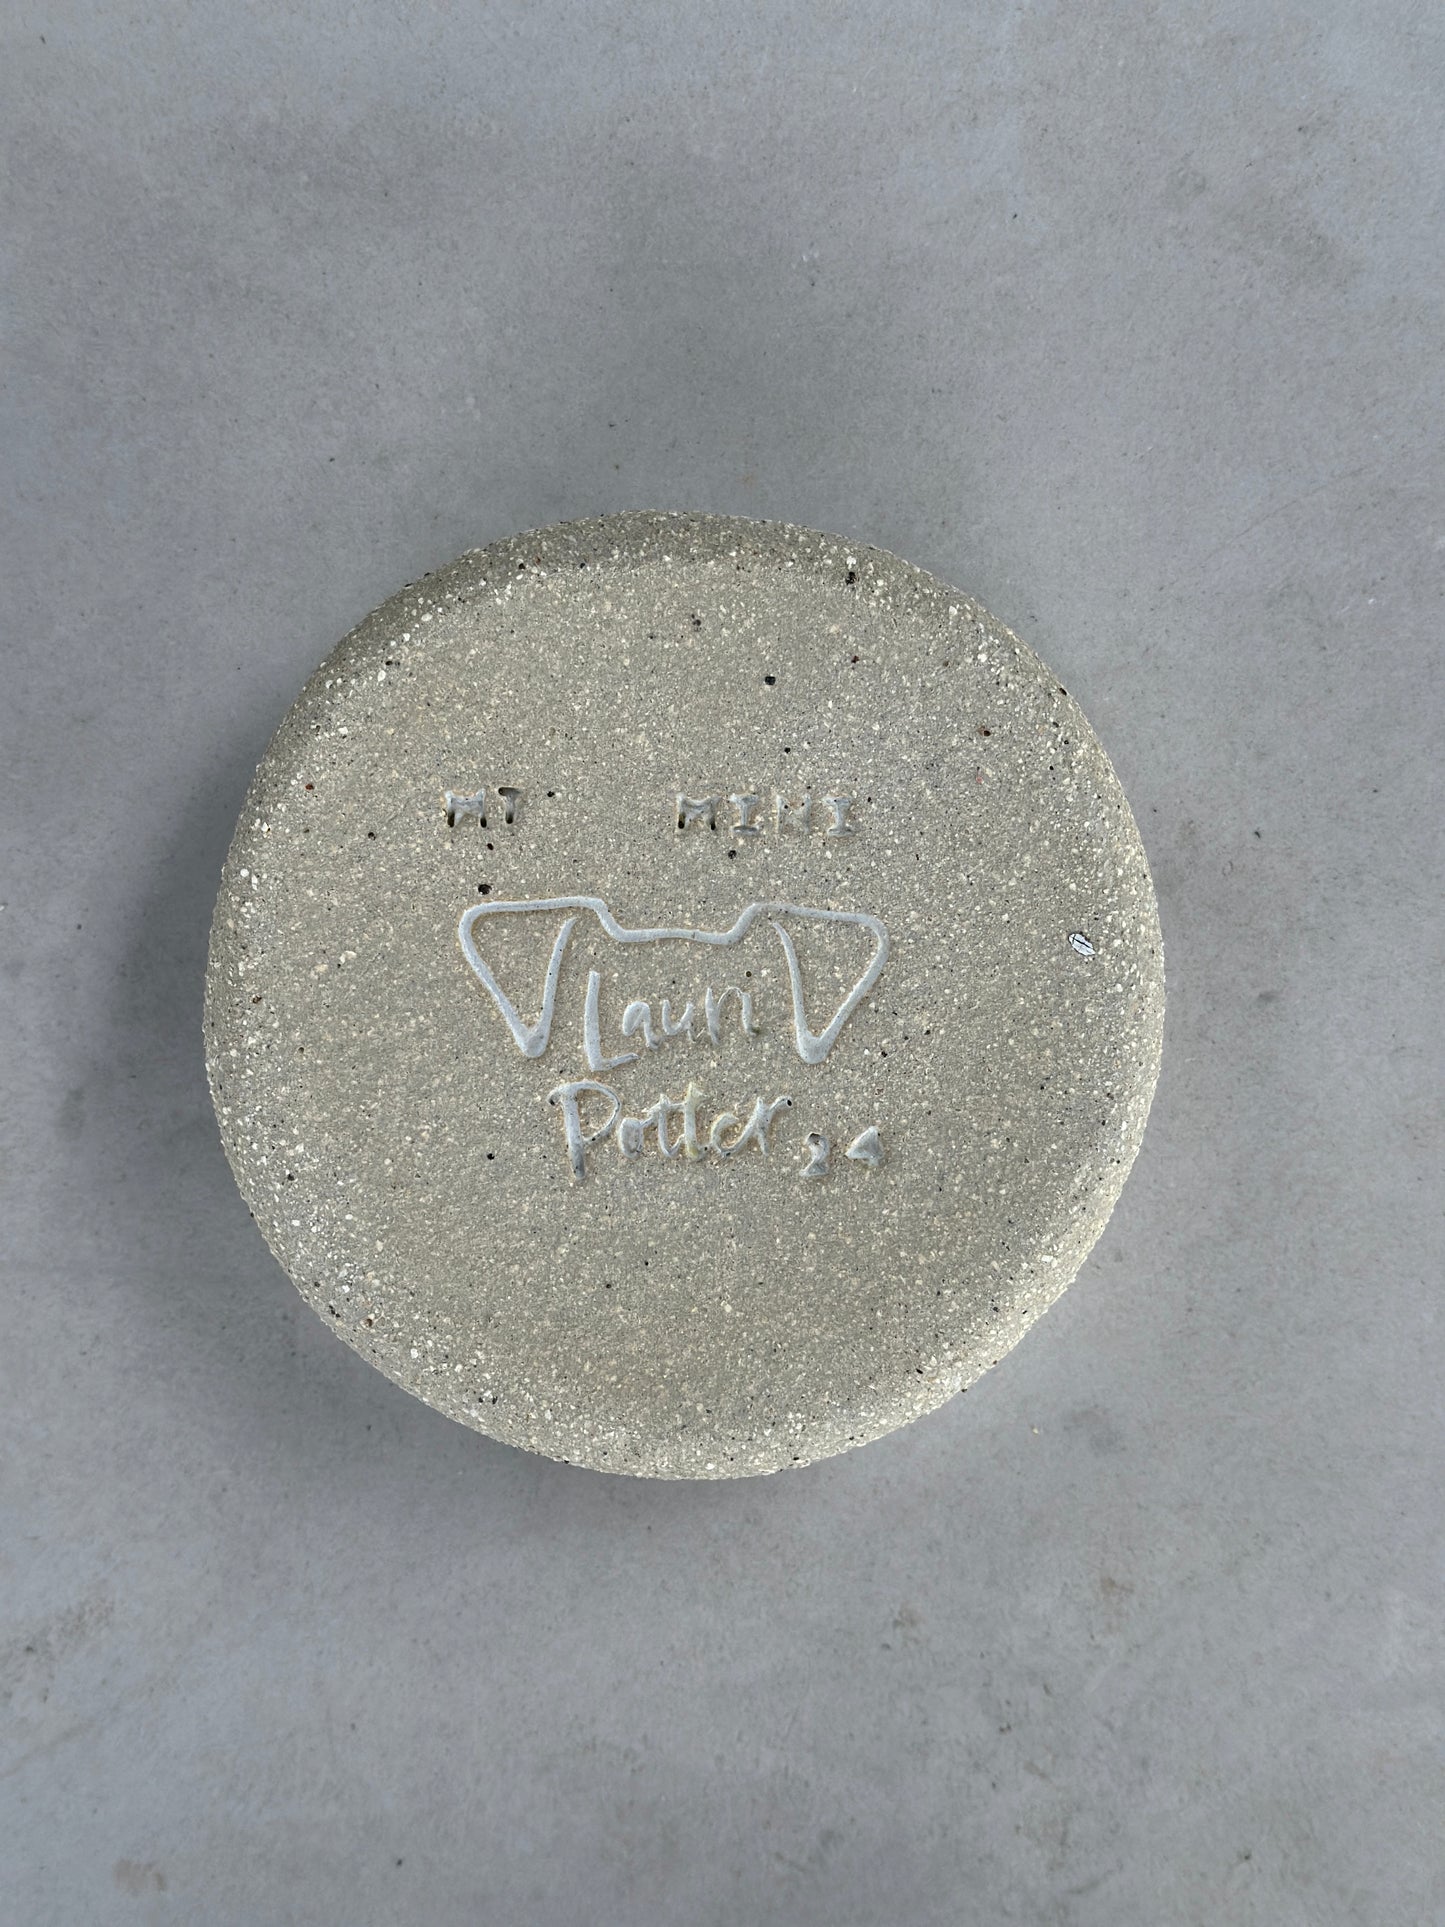 MT MINI
Lauri
Potter 24